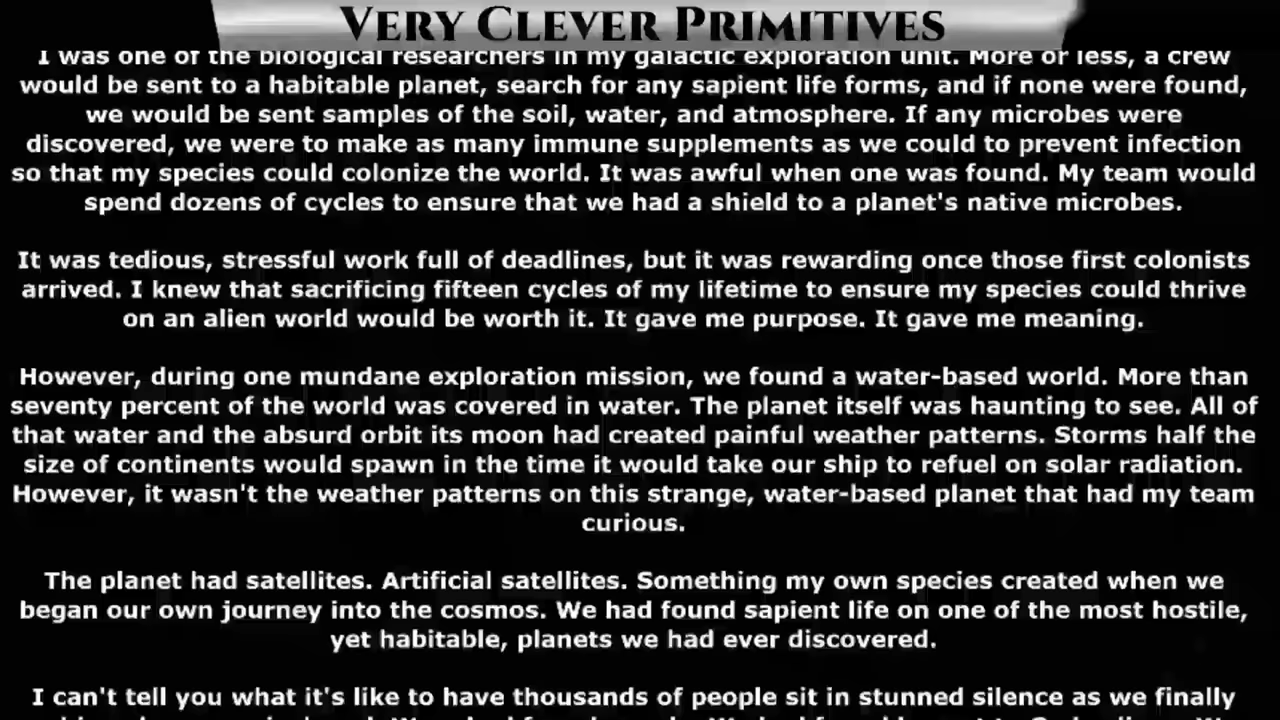 VERY CLEVER PRIMITIVES
I was one of the biological researchers in my galactic exploration unit. More or less, a crew
would be sent to a habitable planet, search for any sapient life forms, and if none were found,
we would be sent samples of the soil, water, and atmosphere. If any microbes were
discovered, we were to make as many immune supplements as we could to prevent infection
so that my species could colonize the world. It was awful when one was found. My team would
spend dozens of cycles to ensure that we had a shield to a planet's native microbes.
It was tedious, stressful work full of deadlines, but it was rewarding once those first colonists
arrived. I knew that sacrificing fifteen cycles of my lifetime to ensure my species could thrive
on an alien world would be worth it. It gave me purpose. It gave me meaning.
However, during one mundane exploration mission, we found a water-based world. More than
seventy percent of the world was covered in water. The planet itself was haunting to see. All of
that water and the absurd orbit its moon had created painful weather patterns. Storms half the
size of continents would spawn in the time it would take our ship to refuel on solar radiation.
However, it wasn't the weather patterns on this strange, water-based planet that had my team
curious.
The planet had satellites. Artificial satellites. Something my own species created when we
began our own journey into the cosmos. We had found sapient life on one of the most hostile,
yet habitable, planets we had ever discovered.
I can't tell you what it's like to have thousands of people sit in stunned silence as we finally